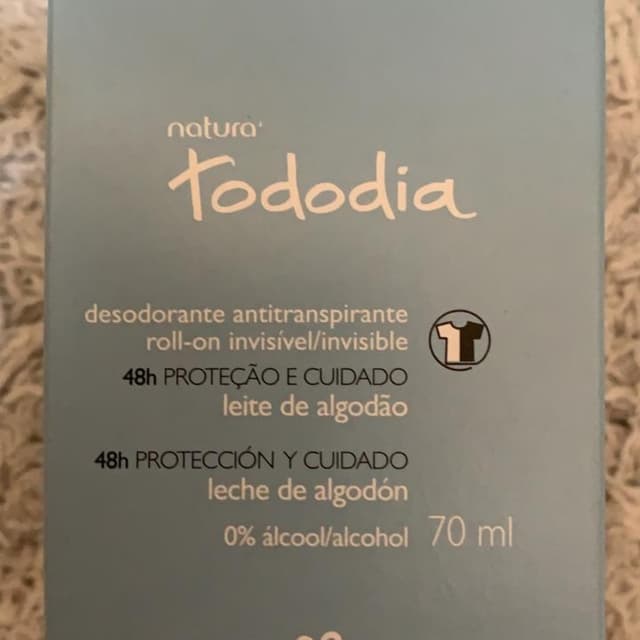 natura
tododia
desodorante antitranspirante
roll-on invisível/invisible
48h PROTEÇÃO E CUIDADO
leite de algodão
48h PROTECCIÓN Y CUIDADO
leche de algodón
0% álcool/alcohol 70 ml